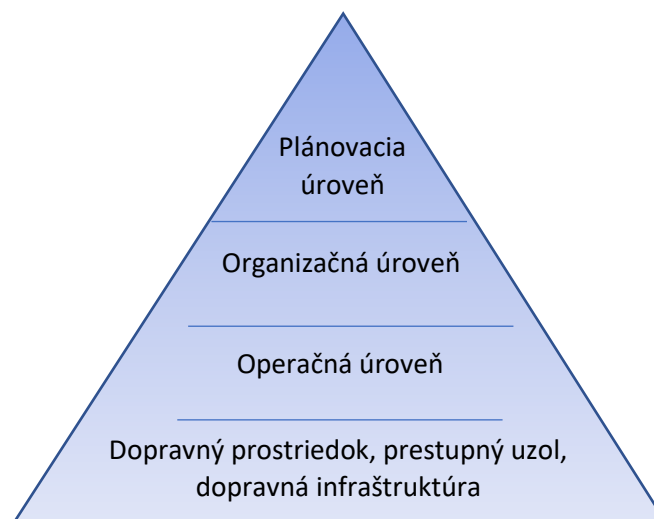 Plánovacia
úroveň
Organizačná úroveň
Operačná úroveň
Dopravný prostriedok, prestupný uzol,
dopravná infraštruktúra